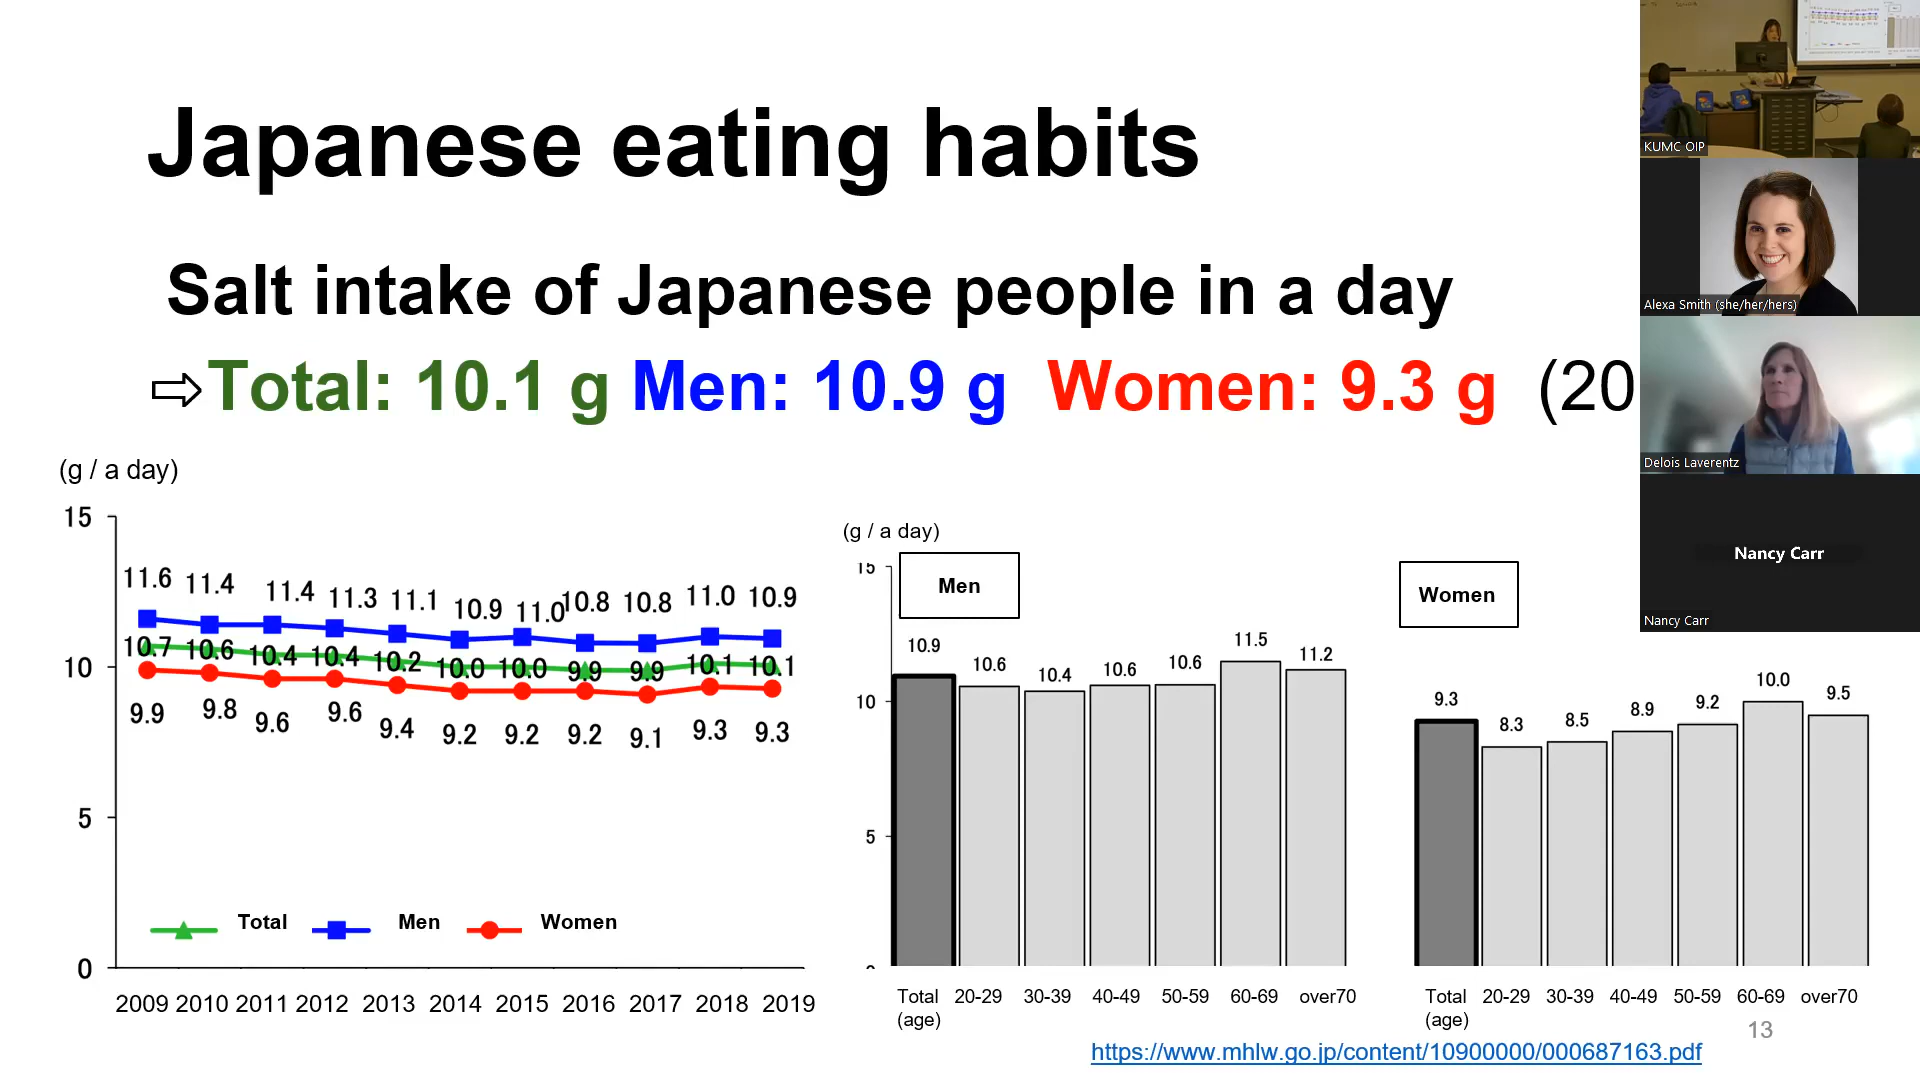 Japanese eating habits
Salt intake of Japanese people in a day
⇨Total: 10.1 g Men: 10.9 g Women: 9.3 g (20
(g / a day)
15
10
5
0
11.6 11.4 11.4 11.3 11.1 10.9 11.0 10.8 10.8 11.0 10.9
10.7 10.6 10.4 10.4 10.2 10.0 10.0 9.9 9.9 10.1 10.1
9.9 9.8 9.6 9.6 9.4 9.2 9.2 9.2 9.1 9.3 9.3
Total Men Women
2009 2010 2011 2012 2013 2014 2015 2016 2017 2018 2019
(g / a day)
15
10
5
0
Men
10.9 10.6 10.4 10.6 10.6 11.5 11.2
Total 20-29 30-39 40-49 50-59 60-69 over70
(age)
Women
9.3 8.3 8.5 8.9 9.2 10.0 9.5
Total 20-29 30-39 40-49 50-59 60-69 over70
(age)
13
https://www.mhlw.go.jp/content/10900000/000687163.pdf
KUMC OIP
Alexa Smith (she/her/hers)
Delois Laverentz
Nancy Carr
Nancy Carr